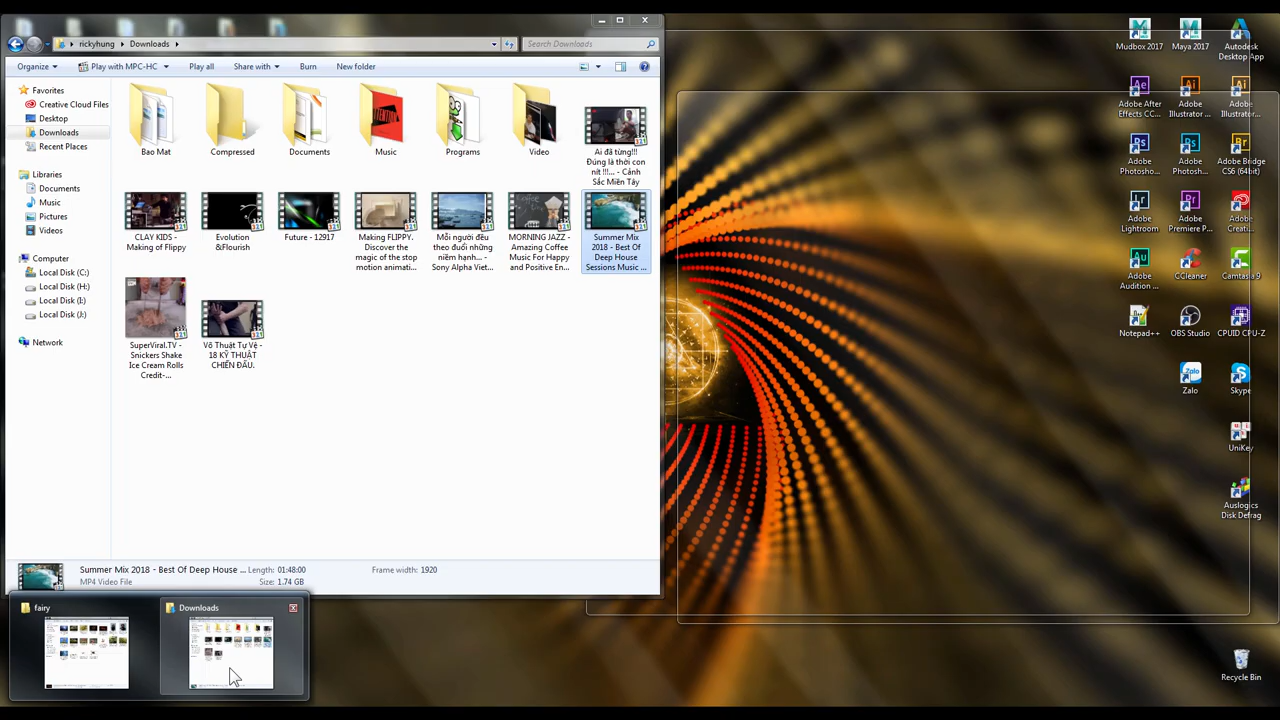 rickyhung
Downloads
Search Downloads
Organize
Play with MPC-HC
Play all
Share with
Burn
New folder
Favorites
Creative Cloud Files
Desktop
Downloads
Recent Places
Libraries
Documents
Music
Pictures
Videos
Computer
Local Disk (C:)
Local Disk (H:)
Local Disk (I:)
Local Disk (J:)
Network
Bao Mat
Compressed
Documents
Music
Programs
Video
Ai đã từng!!!
Đúng là thời con
nít !!!... - Cảnh
Sắc Miền Tây
CLAY KIDS -
Making of Flippy
Evolution
&Flourish
Future - 12917
Making FLIPPY.
Discover the
magic of the stop
motion animati...
Mỗi người đều
theo đuổi những
niềm hạnh... -
Sony Alpha Viet...
MORNING JAZZ -
Amazing Coffee
Music For Happy
and Positive En...
Summer Mix
2018 - Best Of
Deep House
Sessions Music ...
SuperViral.TV -
Snickers Shake
Ice Cream Rolls
Credit-...
Võ Thuật Tự Vệ -
18 KỸ THUẬT
CHIẾN ĐẤU.
Summer Mix 2018 - Best Of Deep House ...
Length: 01:48:00
Frame width: 1920
MP4 Video File
Size: 1.74 GB
fairy
Downloads
Mudbox 2017
Maya 2017
Autodesk
Desktop App
Adobe After
Effects CC...
Adobe
Illustrator ...
Adobe
Illustrator...
Adobe
Photosho...
Adobe
Photosh...
Adobe Bridge
CS6 (64bit)
Adobe
Lightroom
Adobe
Premiere P...
Adobe
Creati...
Adobe
Audition ...
CCleaner
Camtasia 9
Notepad++
OBS Studio
CPUID CPU-Z
Zalo
Skype
UniKey
Auslogics
Disk Defrag
Recycle Bin